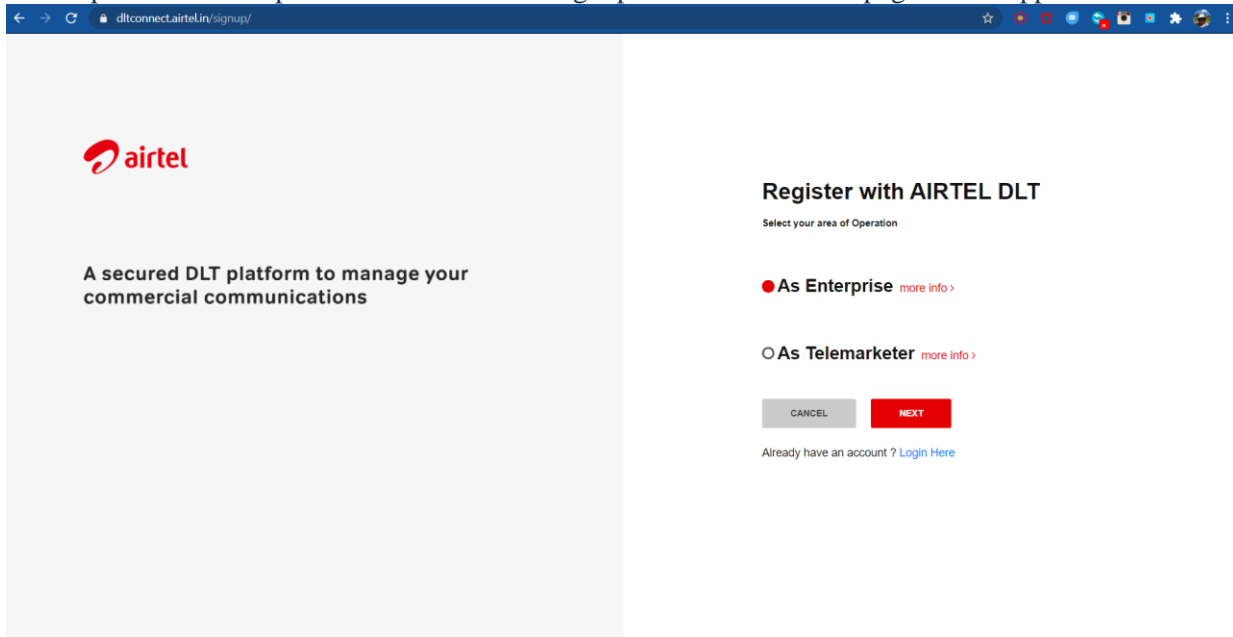 dltconnect.airtel.in/signup/
airtel
A secured DLT platform to manage your
commercial communications
Register with AIRTEL DLT
Select your area of Operation
As Enterprise more info >
As Telemarketer more info >
CANCEL NEXT
Already have an account ? Login Here